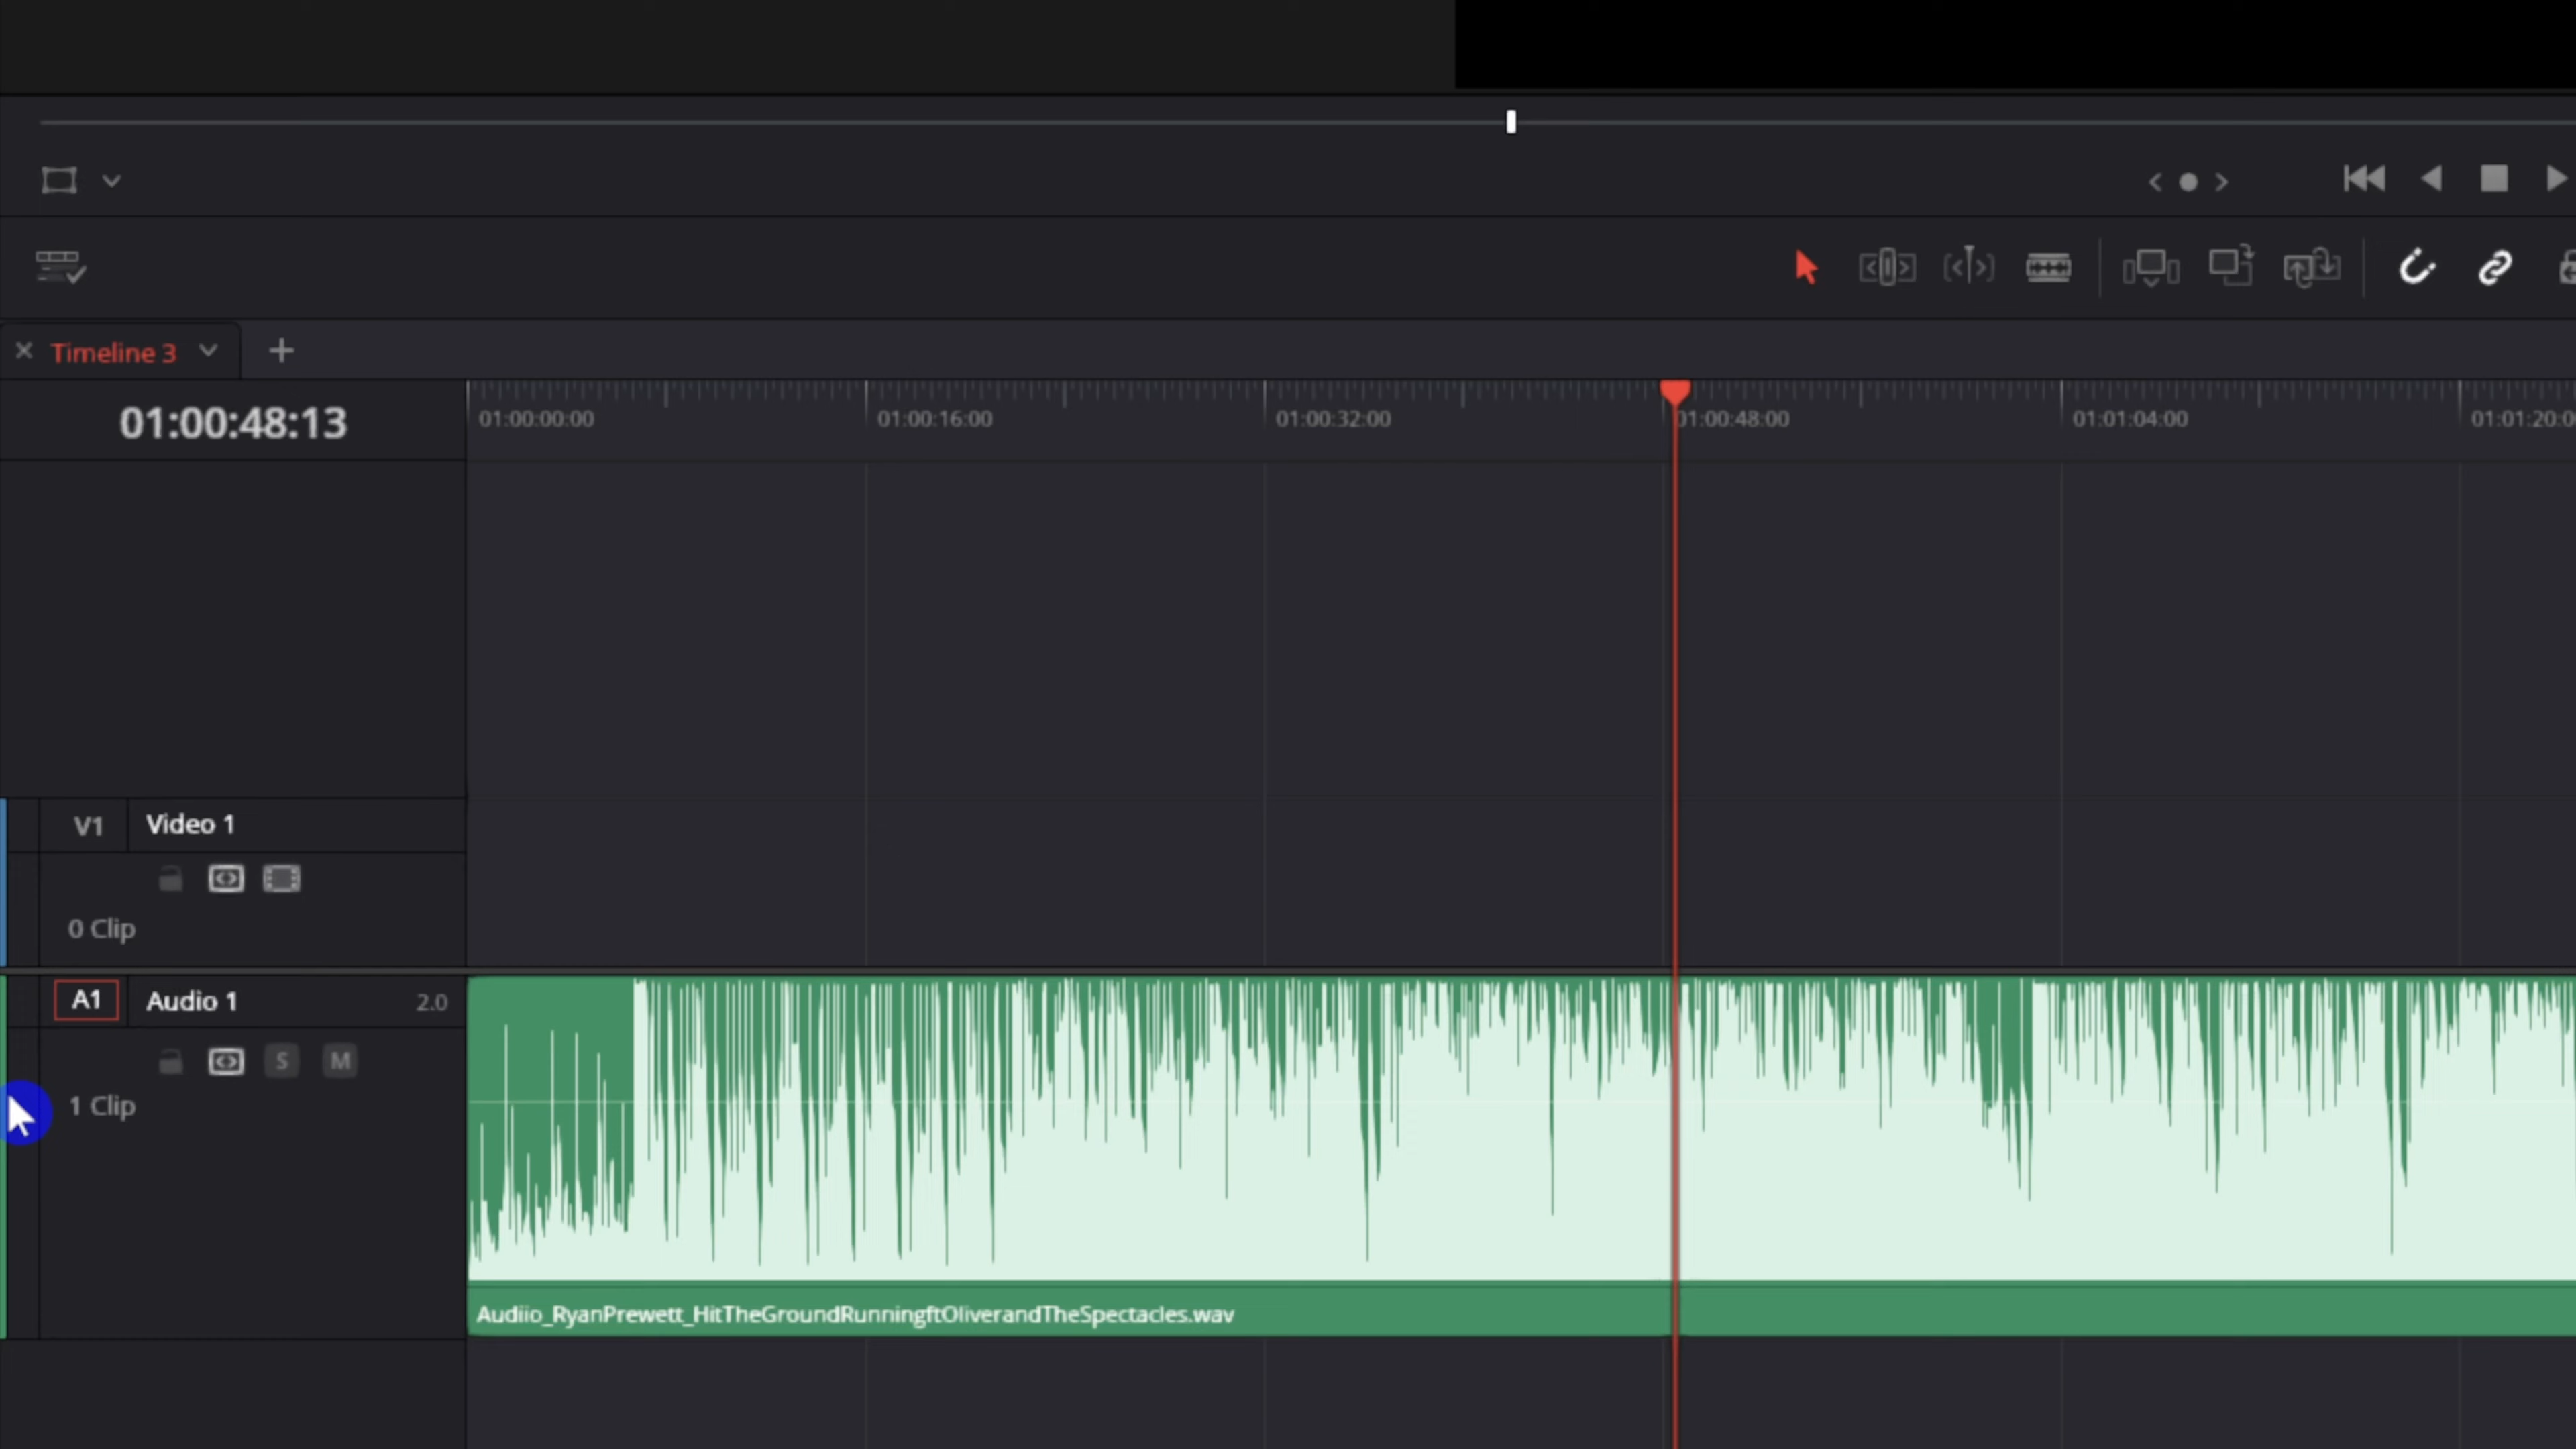 Timeline 3
01:00:48:13
01:00:00:00
01:00:16:00
01:00:32:00
01:00:48:00
01:01:04:00
01:01:20:0
V1
Video 1
0 Clip
A1
Audio 1
2.0
S
M
1 Clip
Audiio_RyanPrewett_HitTheGroundRunningftOliverandTheSpectacles.wav